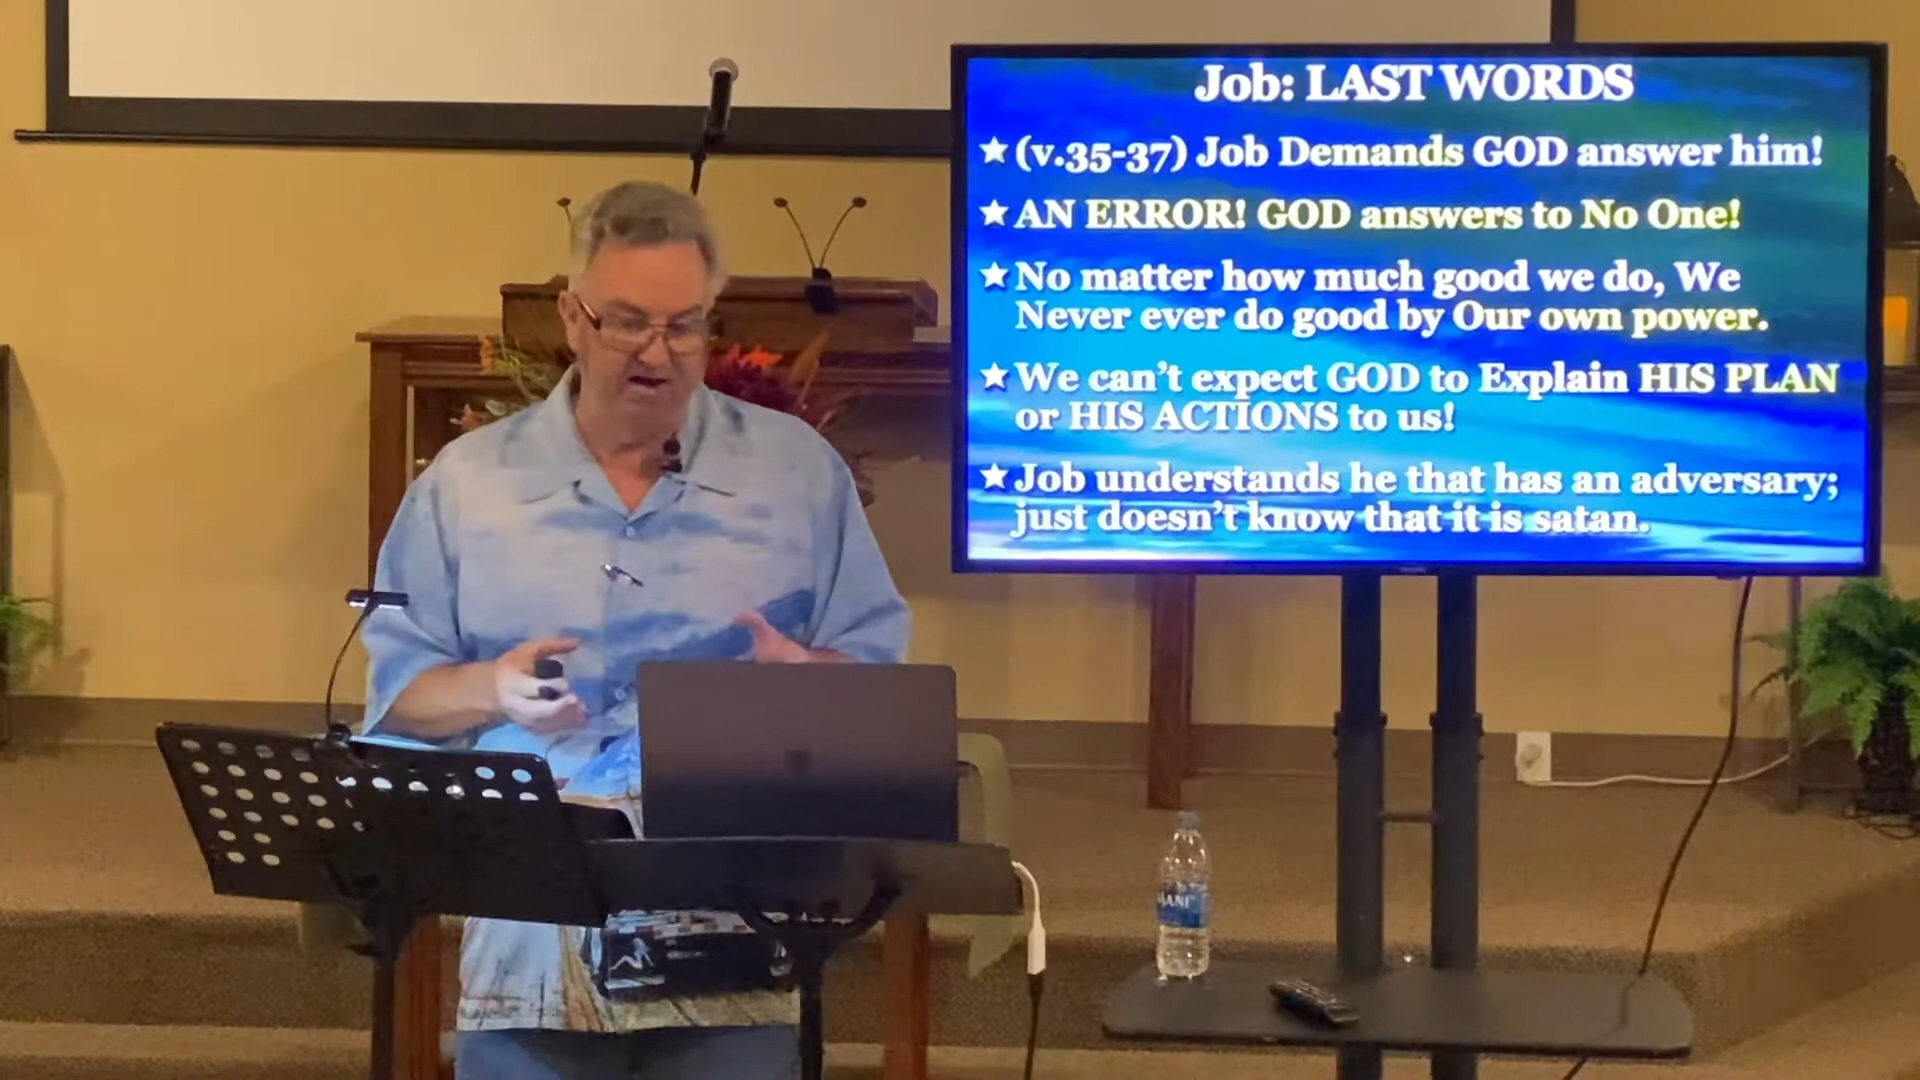 Job: LAST WORDS
★ (v.35-37) Job Demands GOD answer him!
★ AN ERROR! GOD answers to No One!
★ No matter how much good we do, We
Never ever do good by Our own power.
★ We can't expect GOD to Explain HIS PLAN
or HIS ACTIONS to us!
★ Job understands he that has an adversary;
just doesn't know that it is satan.